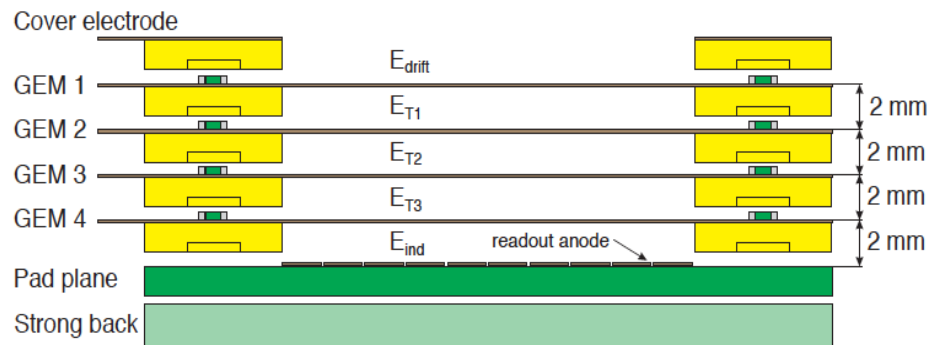 Cover electrode
E_drift
GEM 1
E_T1
2 mm
GEM 2
E_T2
2 mm
GEM 3
E_T3
2 mm
GEM 4
E_ind
readout anode
2 mm
Pad plane
Strong back